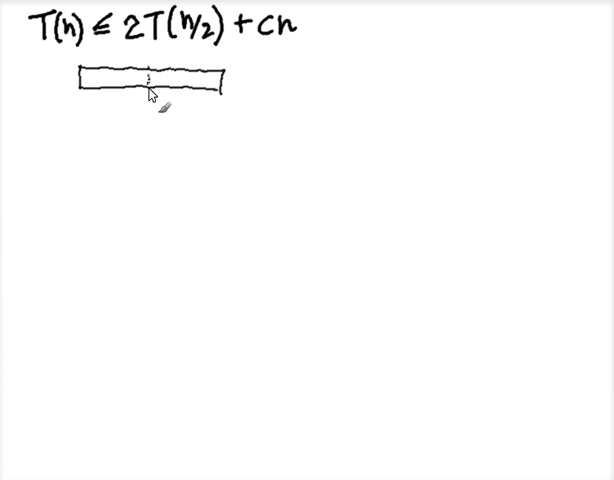 T(n) ≤ 2T(n/2) + cn